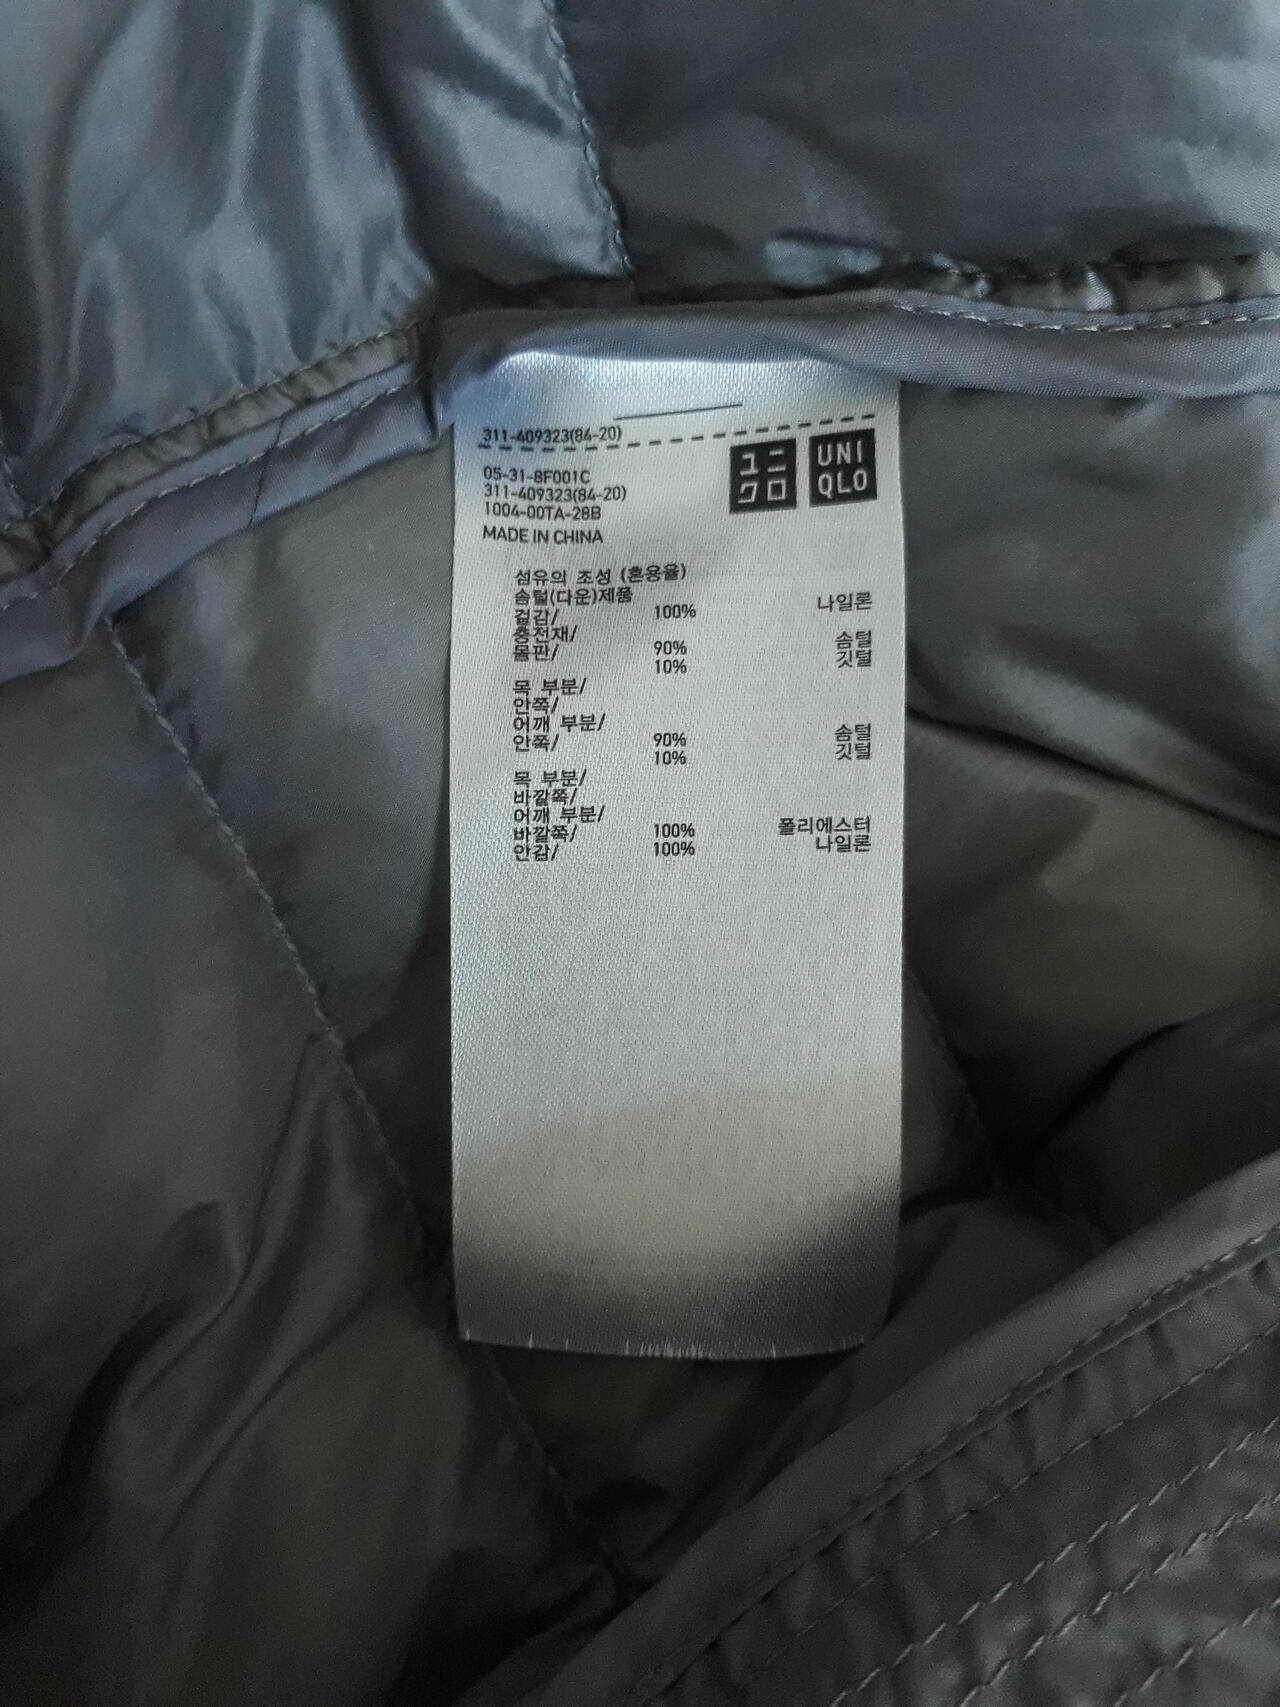 311-409323(84-20)
ユニ
クロ
UNI
QLO
05-31-8F001C
311-409323(84-20)
1004-00TA-28B
MADE IN CHINA
섬유의 조성 (혼용율)
솜털(다운)제품
겉감/ 100% 나일론
충전재/
몸판/ 90% 솜털
10% 깃털
목 부분/
안쪽/
어깨 부분/
안쪽/ 90% 솜털
10% 깃털
목 부분/
바깥쪽/
어깨 부분/
바깥쪽/ 100% 폴리에스터
안감/ 100% 나일론